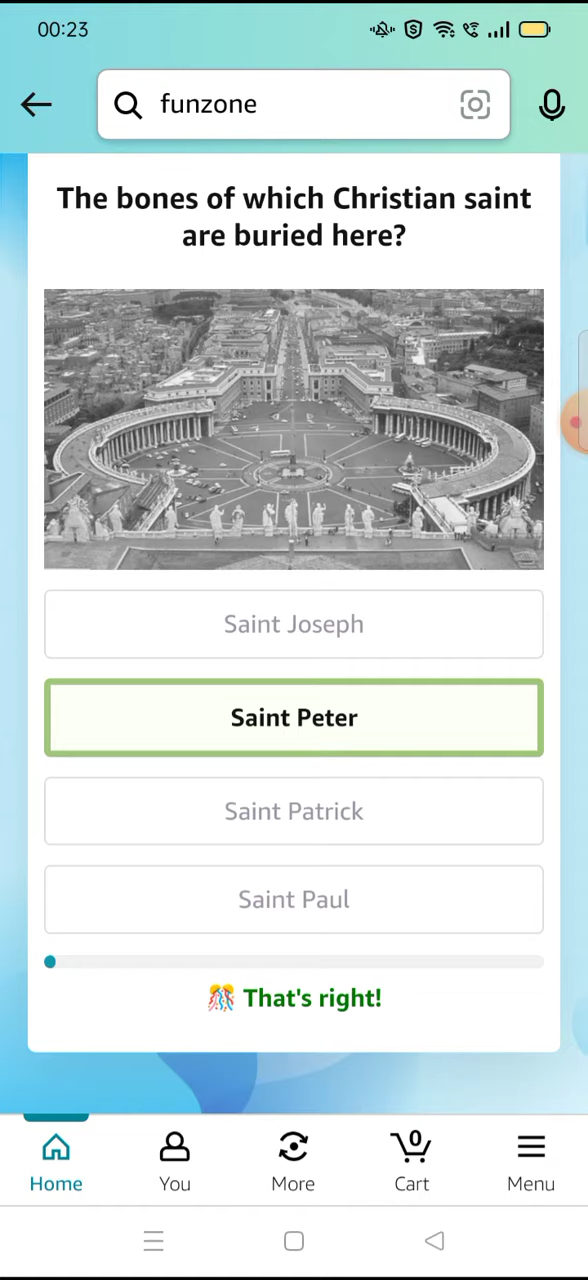 00:23
funzone
The bones of which Christian saint
are buried here?
Saint Joseph
Saint Peter
Saint Patrick
Saint Paul
🎊 That's right!
0
Home You More Cart Menu